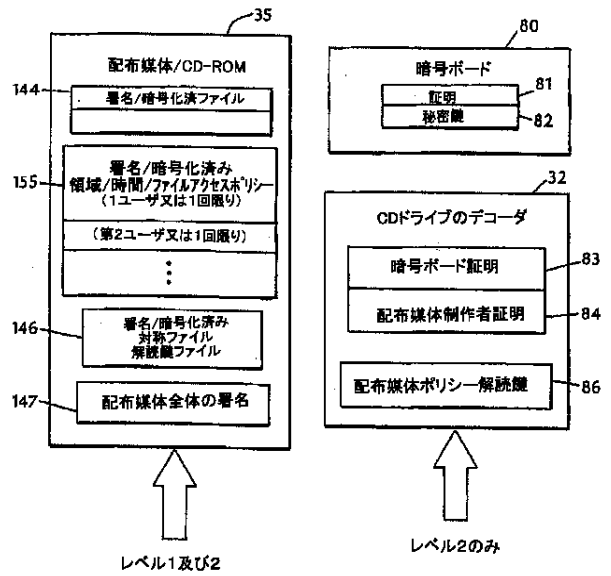 35
配布媒体/CD-ROM
144
署名/暗号化済ファイル
155
署名/暗号化済み
領域/時間/ファイルアクセスポリシー
(1ユーザ又は1回限り)
(第2ユーザ又は1回限り)
146
署名/暗号化済み
対称ファイル
解読鍵ファイル
147
配布媒体全体の署名
レベル1及び2
80
暗号ボード
証明
81
秘密鍵
82
32
CDドライブのデコーダ
暗号ボード証明
83
配布媒体制作者証明
84
配布媒体ポリシー解読鍵
86
レベル2のみ